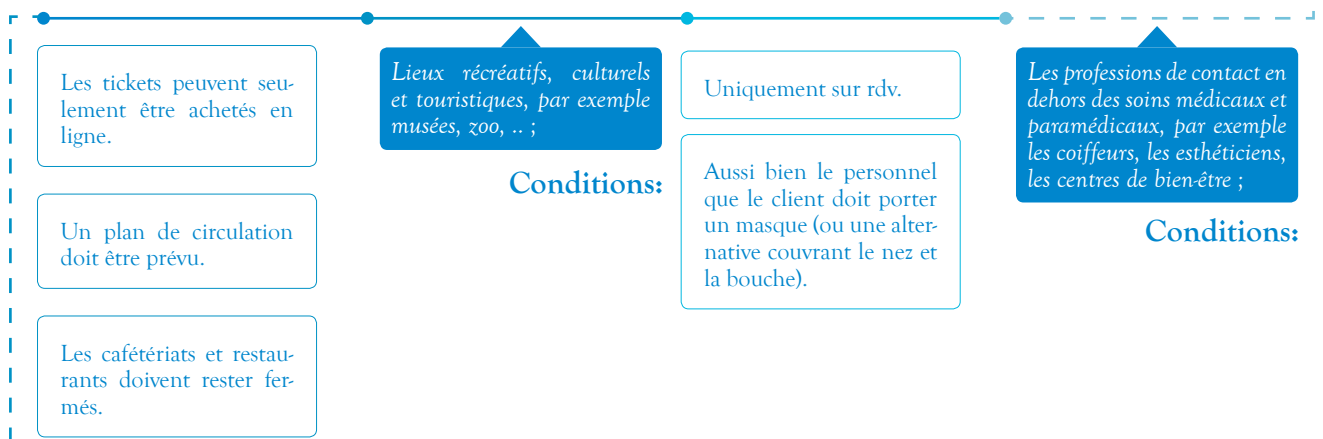 Les tickets peuvent seu-
lement être achetés en
ligne.
Un plan de circulation
doit être prévu.
Les cafétériats et restau-
rants doivent rester fer-
més.
Lieux récréatifs, culturels
et touristiques, par exemple
musées, zoo, .. ;
Conditions:
Uniquement sur rdv.
Aussi bien le personnel
que le client doit porter
un masque (ou une alter-
native couvrant le nez et
la bouche).
Les professions de contact en
dehors des soins médicaux et
paramédicaux, par exemple
les coiffeurs, les esthéticiens,
les centres de bien-être ;
Conditions: